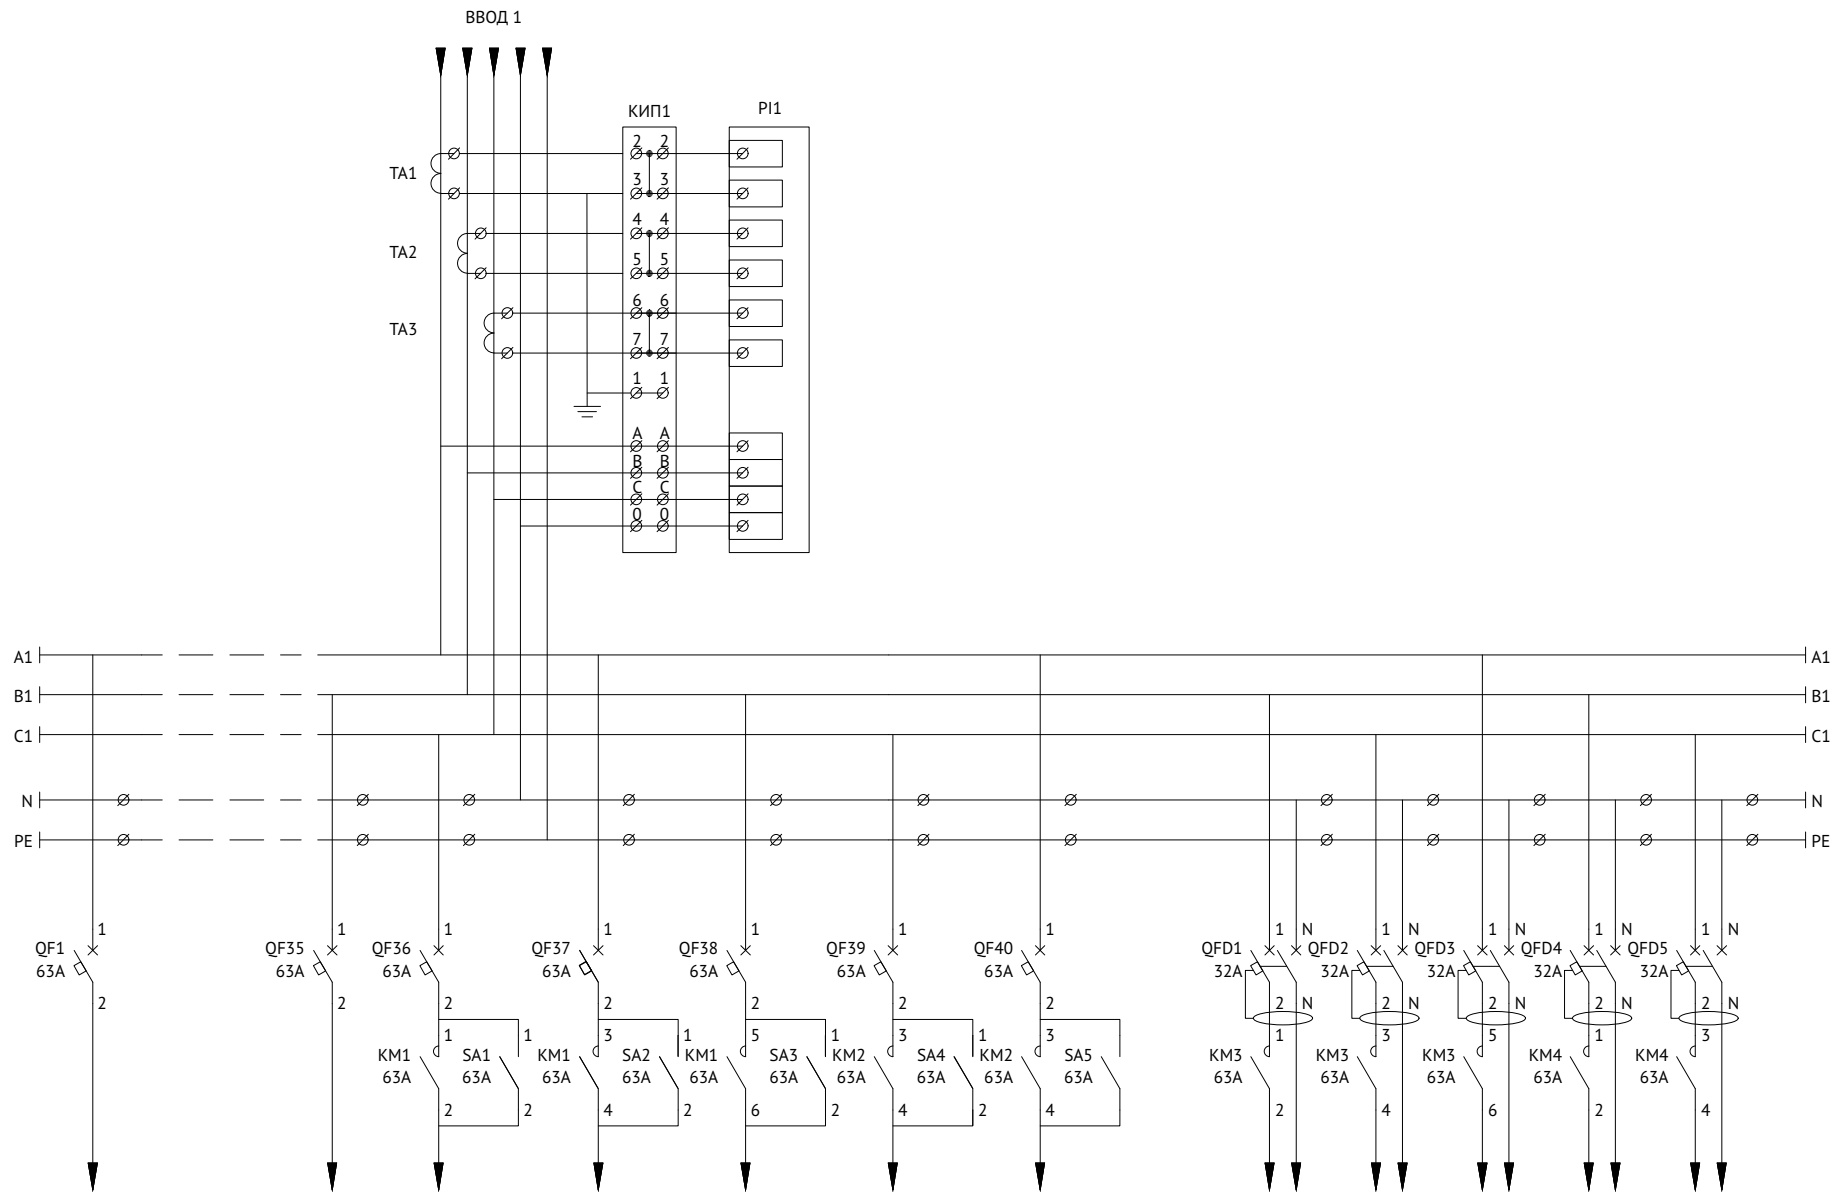 ВВОД 1
КИП1
PI1
2 2
TA1
3 3
4 4
TA2
5 5
6 6
TA3
7 7
1 1
A A
B B
C C
0 0
A1 A1
B1 B1
C1 C1
N N
PE PE
1 1 1 1 1 1 1 1 N 1 N 1 N 1 N 1 N
QF1 QF35 QF36 QF37 QF38 QF39 QF40 QFD1 QFD2 QFD3 QFD4 QFD5
63A 63A 63A 63A 63A 63A 63A 32A 32A 32A 32A 32A
2 2 2 2 2 2 2 2 N 2 N 2 N 2 N 2 N
1 1 3 1 5 1 3 1 3 1 3 5 1 3
KM1 SA1 KM1 SA2 KM1 SA3 KM2 SA4 KM2 SA5 KM3 KM3 KM3 KM4 KM4
63A 63A 63A 63A 63A 63A 63A 63A 63A 63A 63A 63A 63A 63A 63A
2 2 4 2 6 2 4 2 4 2 4 6 2 4